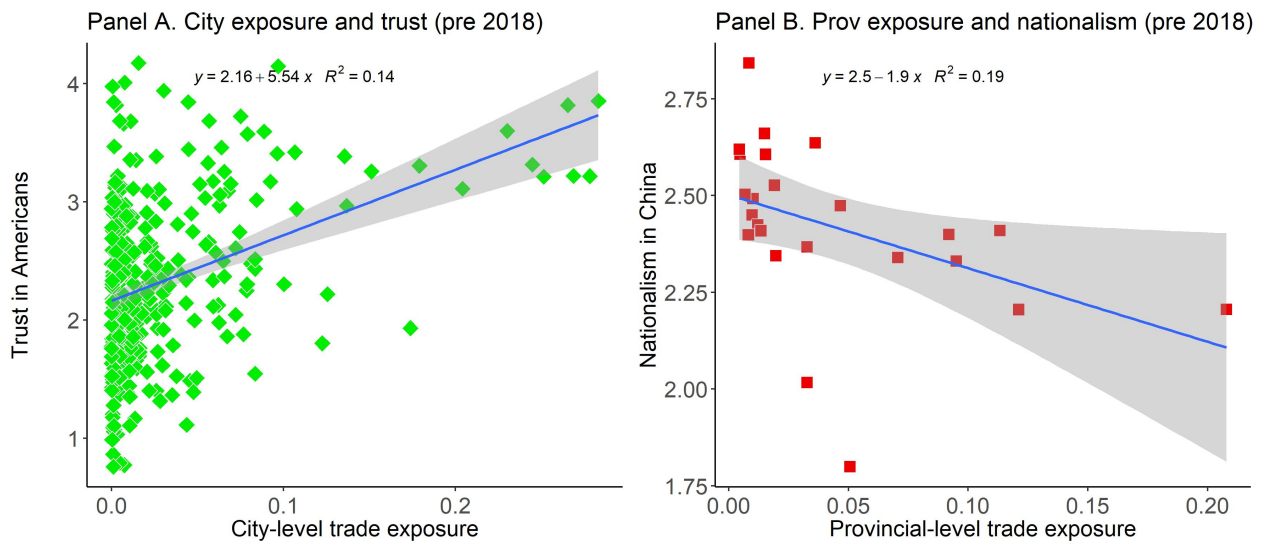 Panel A. City exposure and trust (pre 2018)
y = 2.16 + 5.54 x R² = 0.14
Trust in Americans
4
3
2
1
0.0 0.1 0.2
City-level trade exposure
Panel B. Prov exposure and nationalism (pre 2018)
y = 2.5 − 1.9 x R² = 0.19
Nationalism in China
2.75
2.50
2.25
2.00
1.75
0.00 0.05 0.10 0.15 0.20
Provincial-level trade exposure